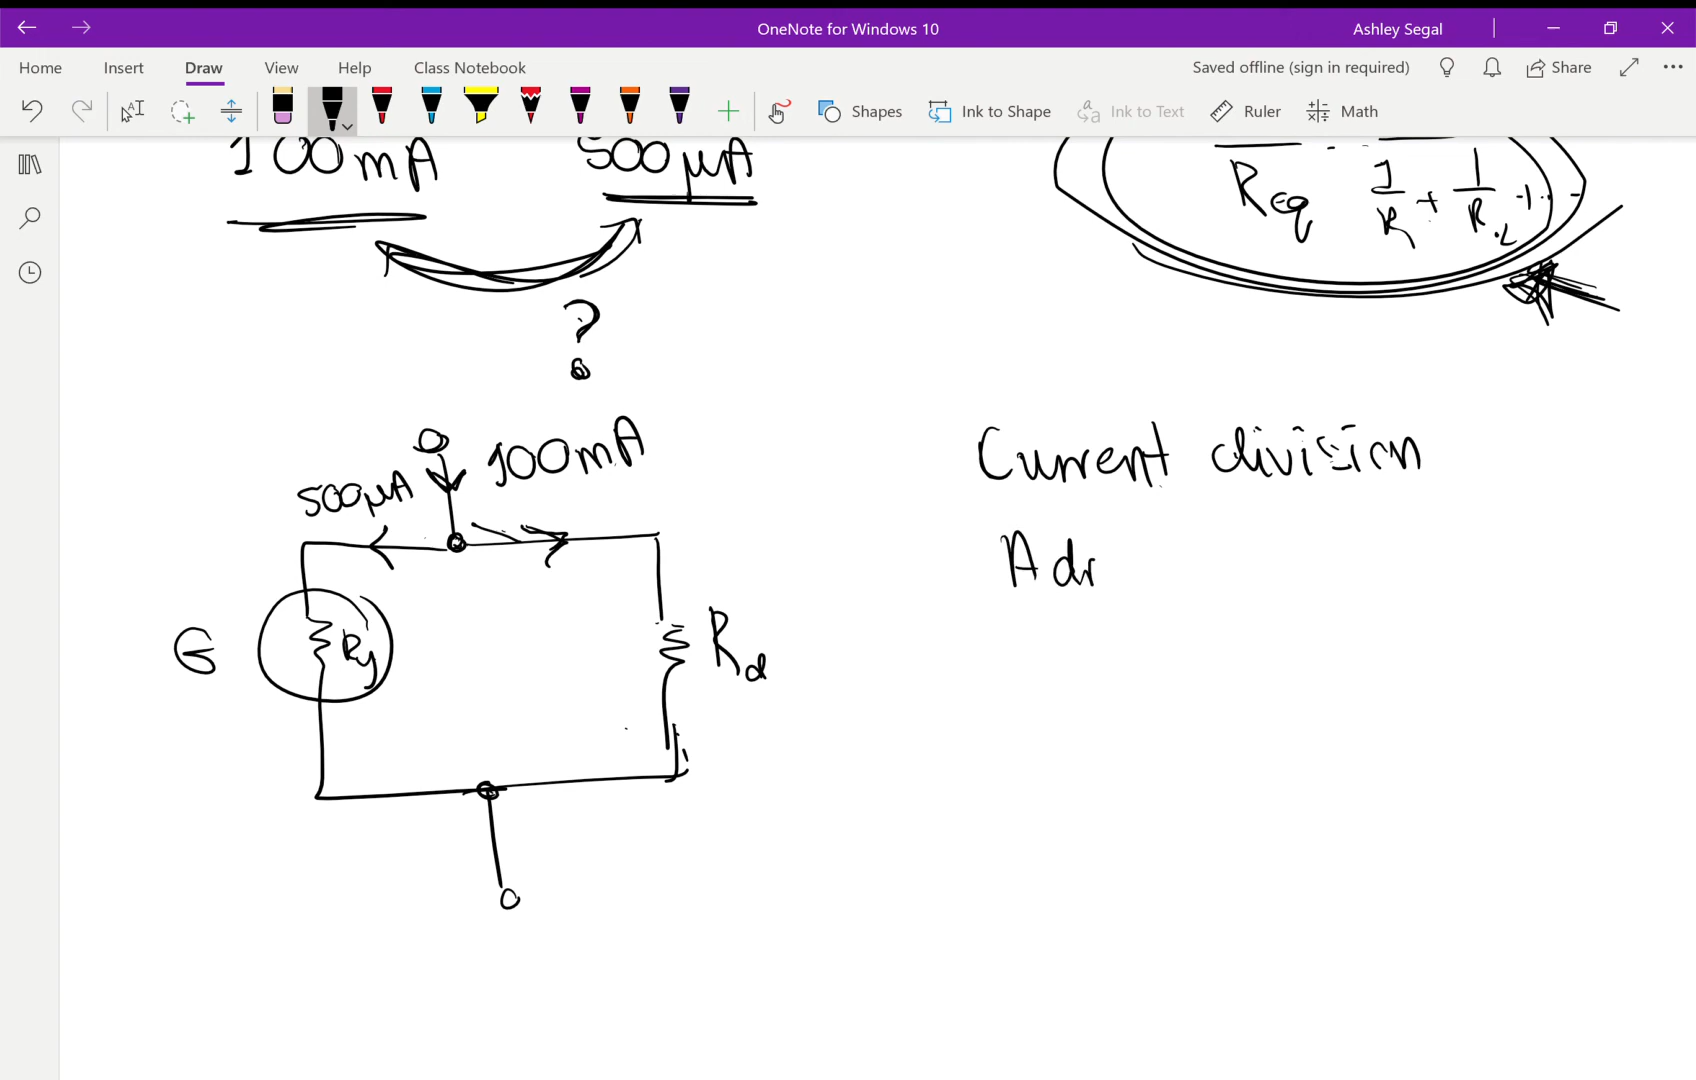 OneNote for Windows 10
Ashley Segal
Home Insert Draw View Help Class Notebook
Saved offline (sign in required) Share
Shapes Ink to Shape Ink to Text Ruler Math
100mA 500μA
Req 1/R + 1/R2 + ...
?
100mA
500μA
Current division
Adr
G Rg Rd